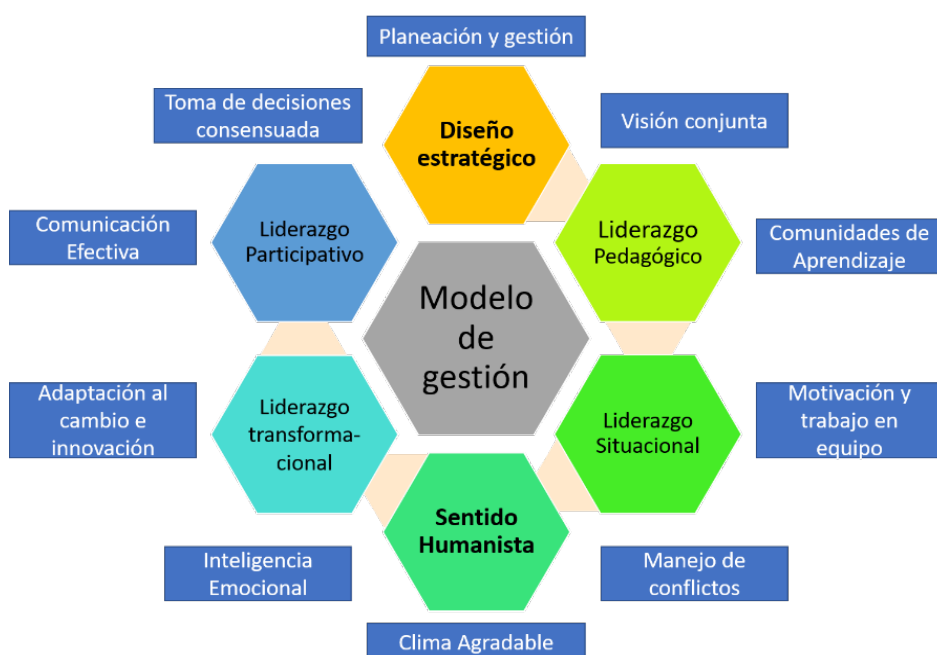 Planeación y gestión
Toma de decisiones
consensuada
Diseño
estratégico
Visión conjunta
Comunicación
Efectiva
Liderazgo
Participativo
Liderazgo
Pedagógico
Comunidades de
Aprendizaje
Modelo
de
gestión
Adaptación al
cambio e
innovación
Liderazgo
transforma-
cional
Liderazgo
Situacional
Motivación y
trabajo en
equipo
Sentido
Humanista
Inteligencia
Emocional
Manejo de
conflictos
Clima Agradable